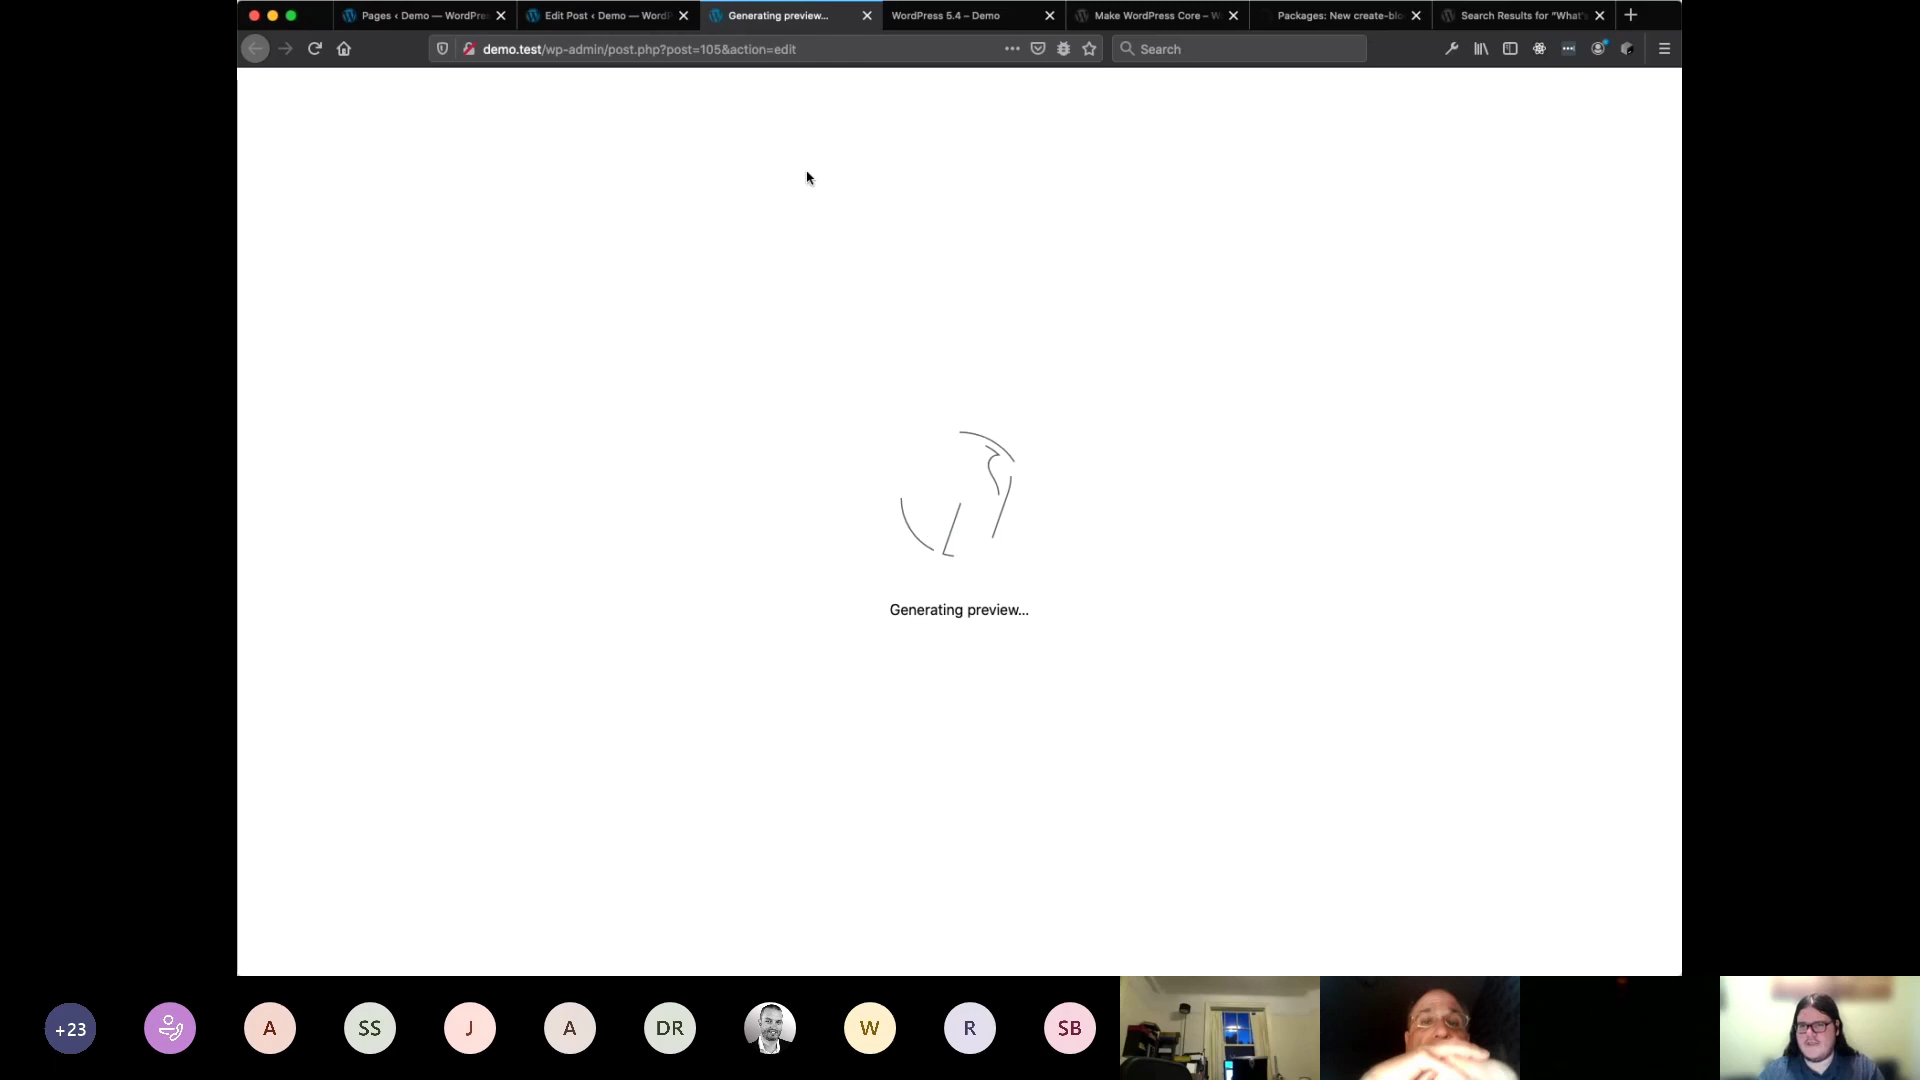 Pages ‹ Demo — WordPre
Edit Post ‹ Demo — Word
Generating preview...
WordPress 5.4 – Demo
Make WordPress Core – W
Packages: New create-blo
Search Results for "What'
demo.test/wp-admin/post.php?post=105&action=edit
Search
Generating preview...
+23
A
SS
J
A
DR
W
R
SB